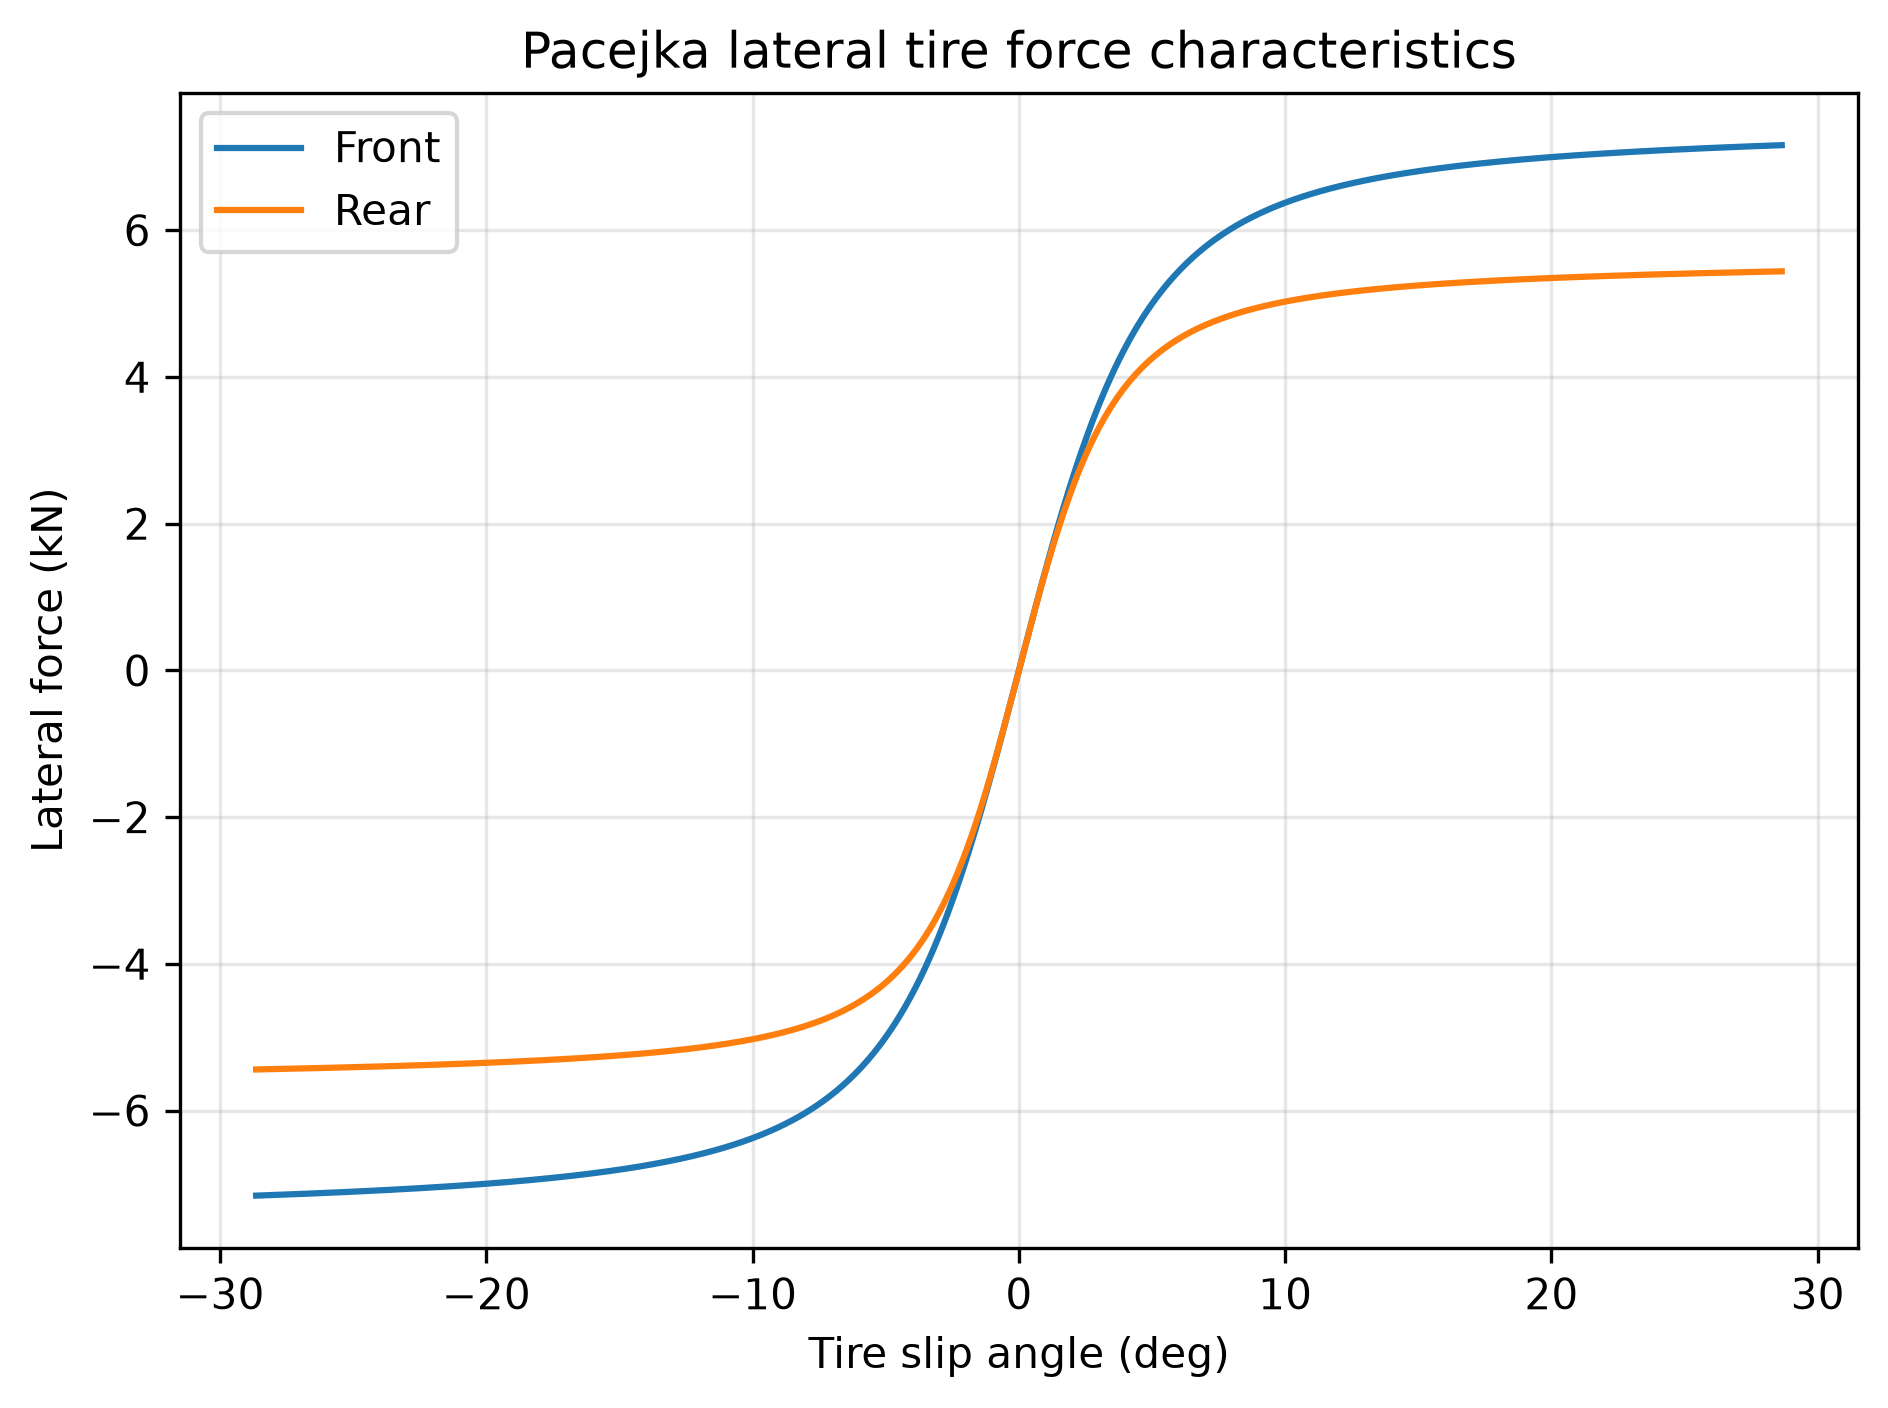 Pacejka lateral tire force characteristics
Front
Rear
6
4
2
0
−2
−4
−6
Lateral force (kN)
−30 −20 −10 0 10 20 30
Tire slip angle (deg)